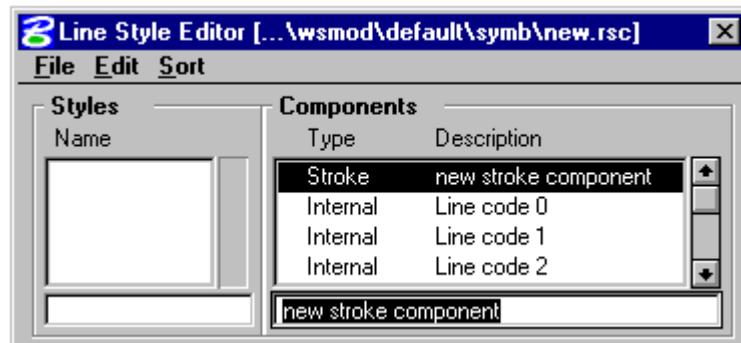 Line Style Editor [...\wsmod\default\symb\new.rsc]
File Edit Sort
Styles
Name
Components
Type Description
Stroke new stroke component
Internal Line code 0
Internal Line code 1
Internal Line code 2
new stroke component